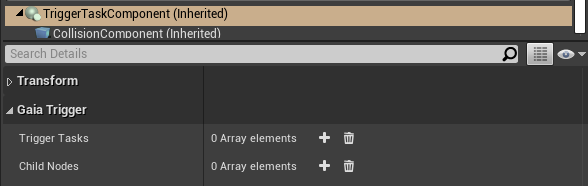 TriggerTaskComponent (Inherited)
CollisionComponent (Inherited)
Search Details
Transform
Gaia Trigger
Trigger Tasks 0 Array elements
Child Nodes 0 Array elements